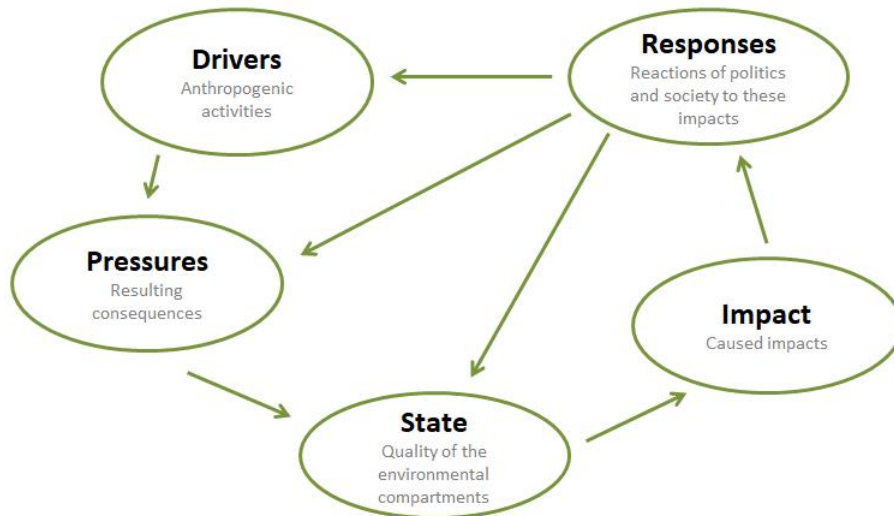 Drivers
Anthropogenic
activities
Responses
Reactions of politics
and society to these
impacts
Pressures
Resulting
consequences
Impact
Caused impacts
State
Quality of the
environmental
compartments